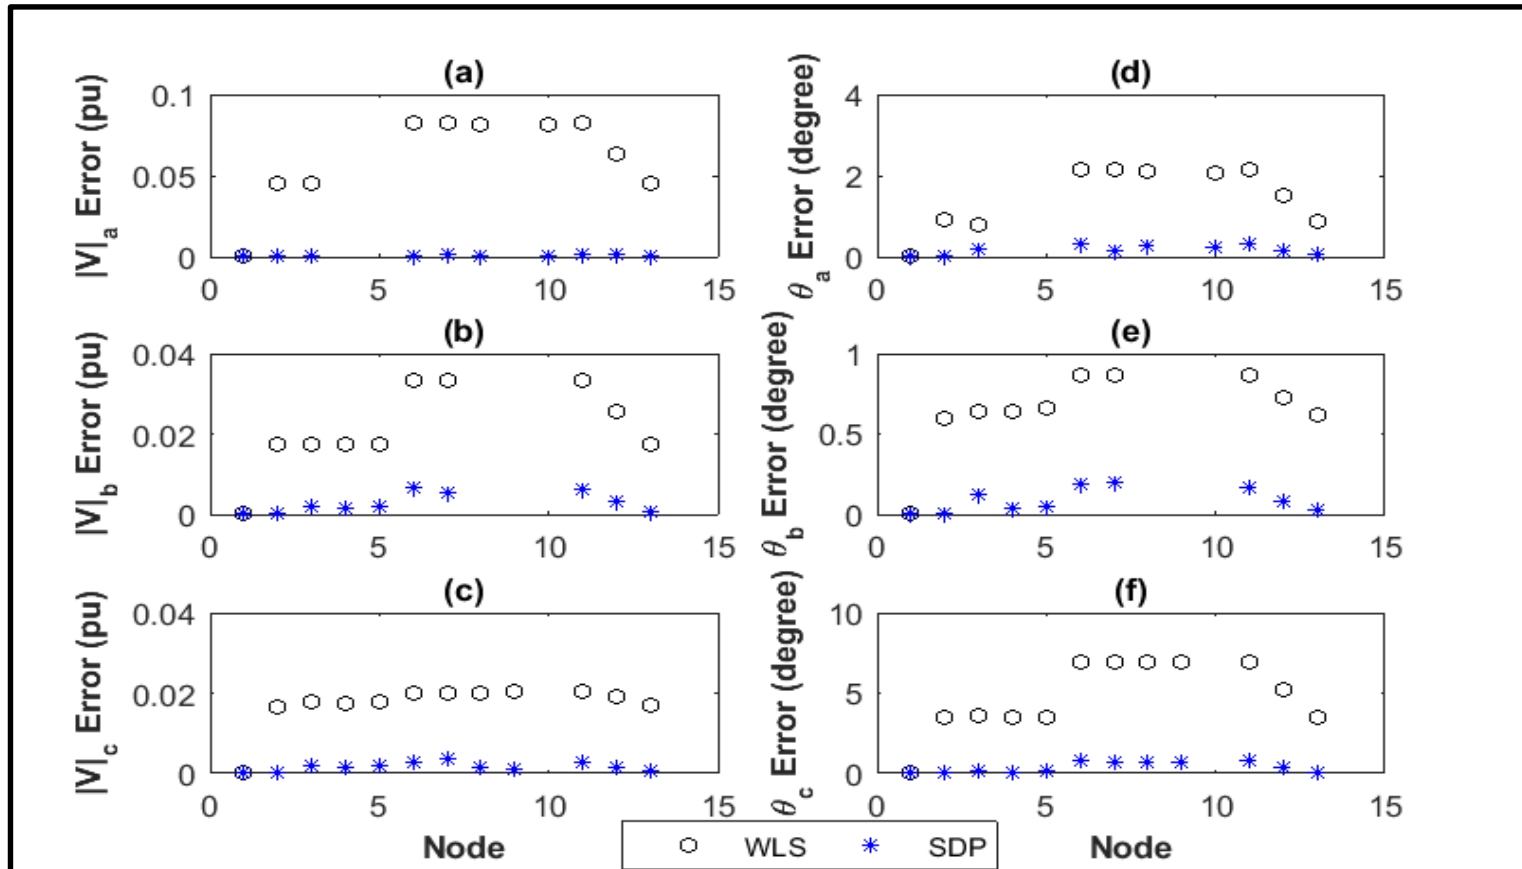 (a)
|V|a Error (pu)
0.1
0.05
0
0 5 10 15
(d)
θa Error (degree)
4
2
0
0 5 10 15
(b)
|V|b Error (pu)
0.04
0.02
0
0 5 10 15
(e)
θb Error (degree)
1
0.5
0
0 5 10 15
(c)
|V|c Error (pu)
0.04
0.02
0
0 5 10 15
Node
(f)
θc Error (degree)
10
5
0
0 5 10 15
Node
WLS SDP